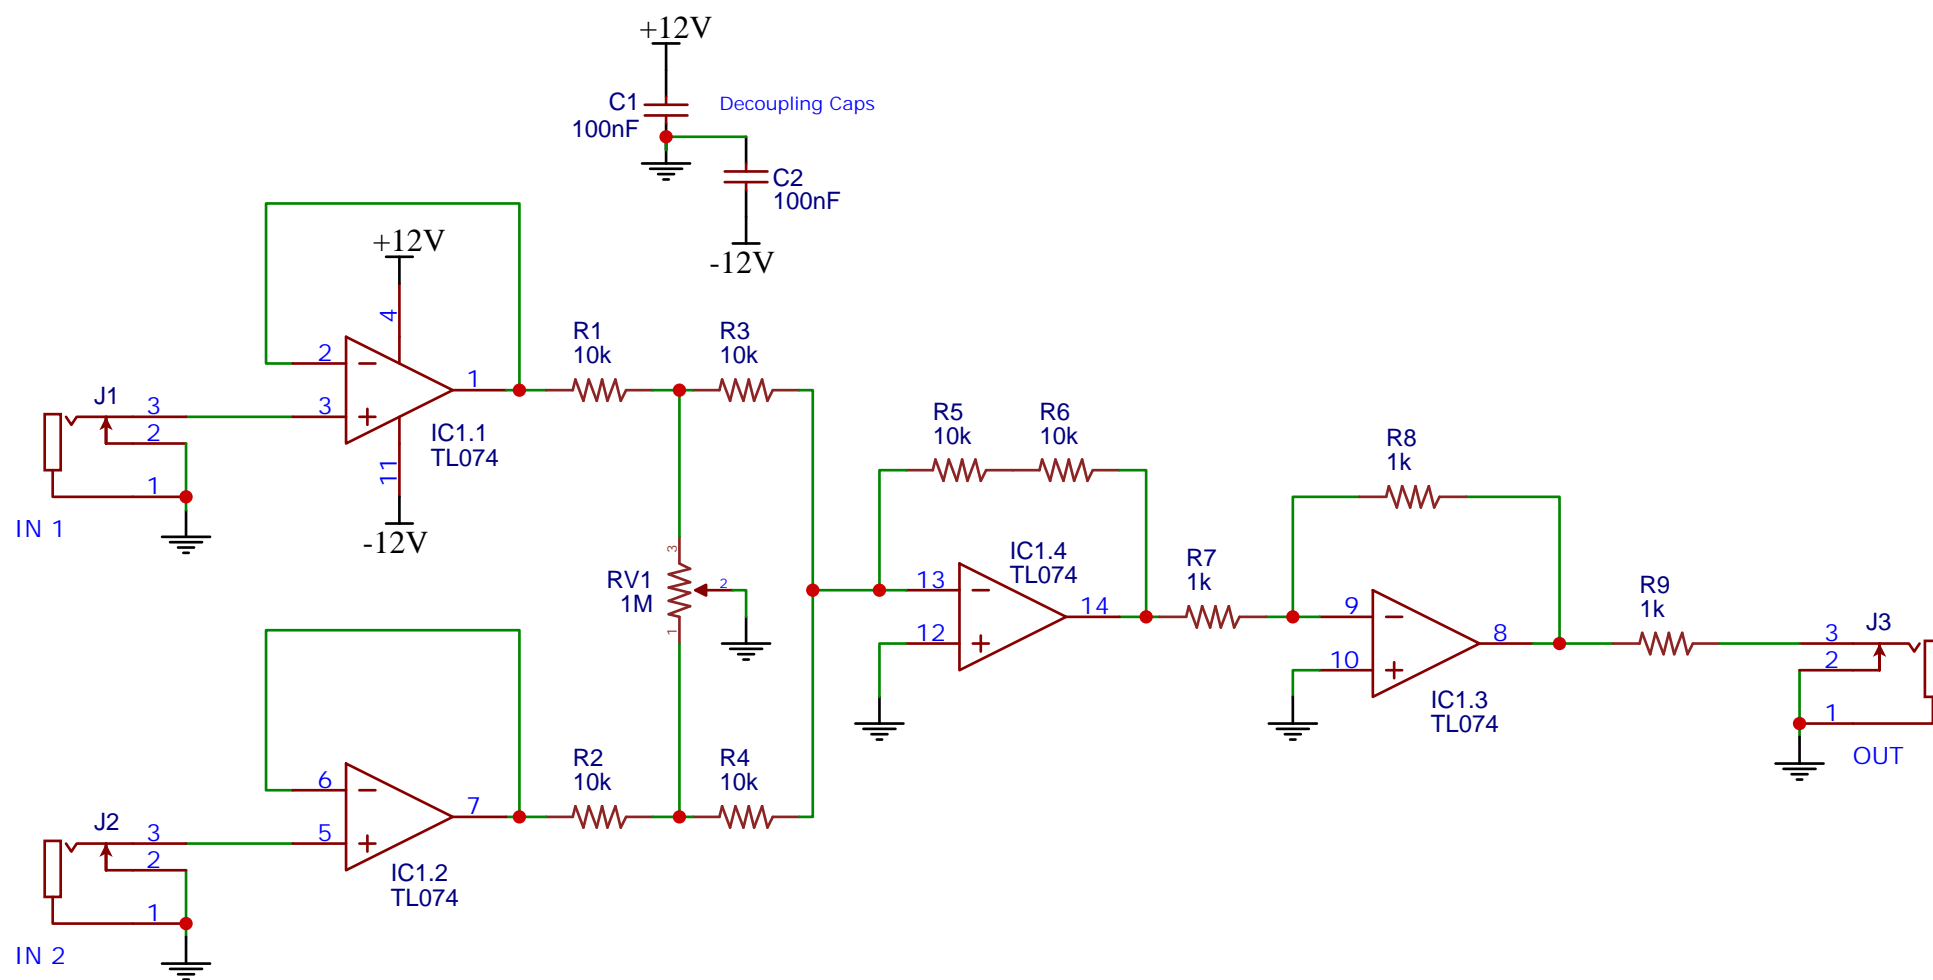 +12V
C1
100nF
Decoupling Caps
C2
100nF
-12V
+12V
4
2
3
1
11
IC1.1
TL074
-12V
J1
3
2
1
IN 1
R1
10k
R3
10k
RV1
1M
3
2
1
R2
10k
R4
10k
6
5
7
IC1.2
TL074
J2
3
2
1
IN 2
R5
10k
R6
10k
IC1.4
TL074
13
12
14
R7
1k
R8
1k
9
10
8
IC1.3
TL074
R9
1k
J3
3
2
1
OUT